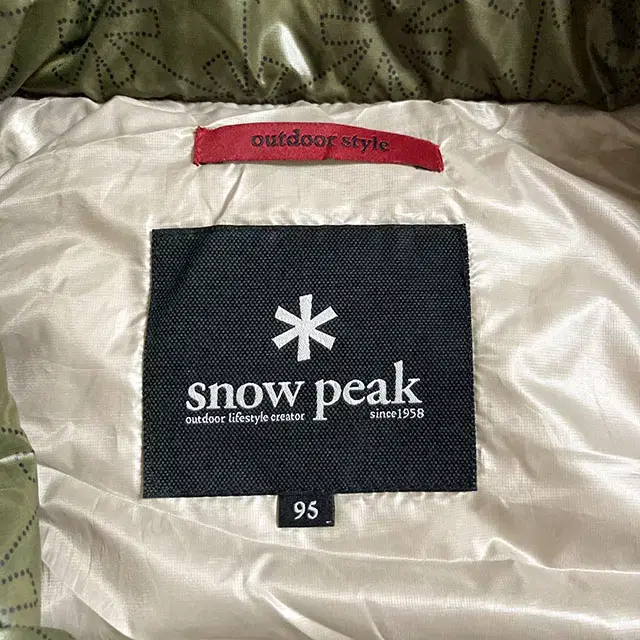 outdoor style
snow peak
outdoor lifestyle creator since1958
95